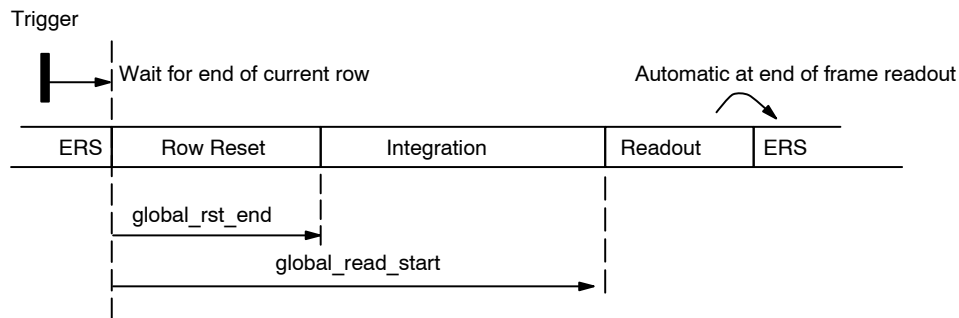 Trigger
Wait for end of current row
Automatic at end of frame readout
ERS
Row Reset
Integration
Readout
ERS
global_rst_end
global_read_start